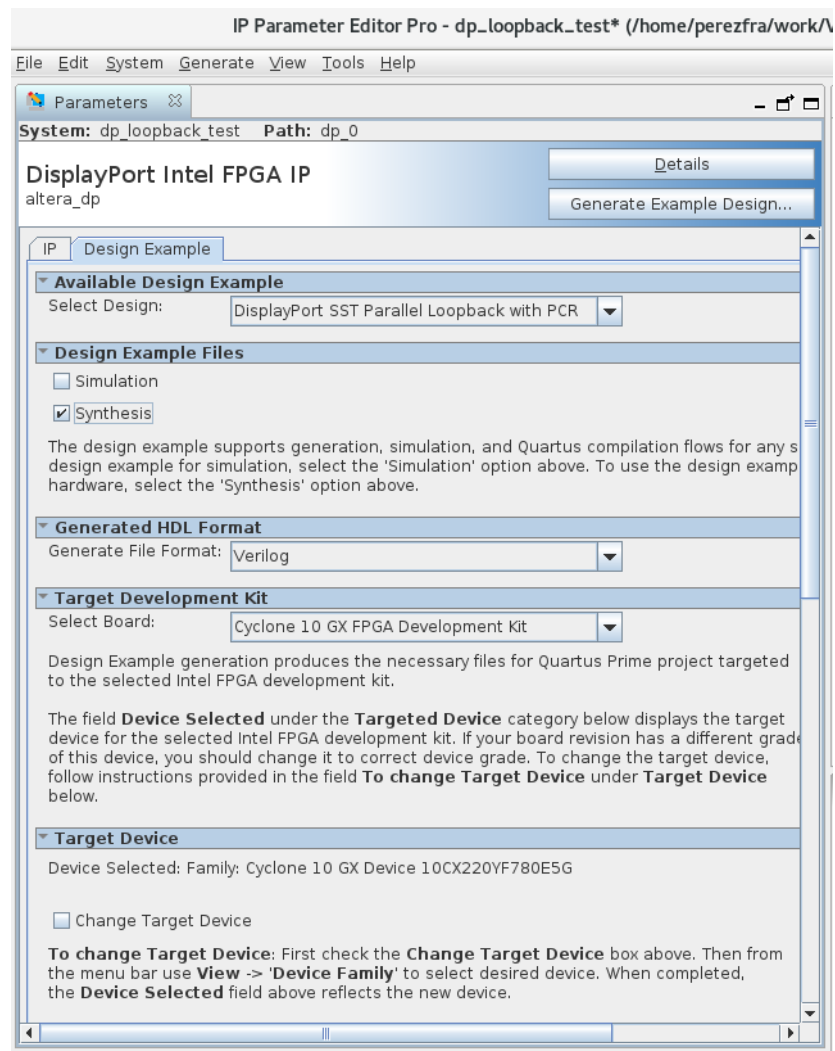 IP Parameter Editor Pro - dp_loopback_test* (/home/perezfra/work/V
File Edit System Generate View Tools Help
Parameters
System: dp_loopback_test Path: dp_0
DisplayPort Intel FPGA IP
altera_dp
Details
Generate Example Design...
IP Design Example
Available Design Example
Select Design: DisplayPort SST Parallel Loopback with PCR
Design Example Files
Simulation
Synthesis
The design example supports generation, simulation, and Quartus compilation flows for any s
design example for simulation, select the 'Simulation' option above. To use the design examp
hardware, select the 'Synthesis' option above.
Generated HDL Format
Generate File Format: Verilog
Target Development Kit
Select Board: Cyclone 10 GX FPGA Development Kit
Design Example generation produces the necessary files for Quartus Prime project targeted
to the selected Intel FPGA development kit.
The field Device Selected under the Targeted Device category below displays the target
device for the selected Intel FPGA development kit. If your board revision has a different grade
of this device, you should change it to correct device grade. To change the target device,
follow instructions provided in the field To change Target Device under Target Device
below.
Target Device
Device Selected: Family: Cyclone 10 GX Device 10CX220YF780E5G
Change Target Device
To change Target Device: First check the Change Target Device box above. Then from
the menu bar use View -> 'Device Family' to select desired device. When completed,
the Device Selected field above reflects the new device.